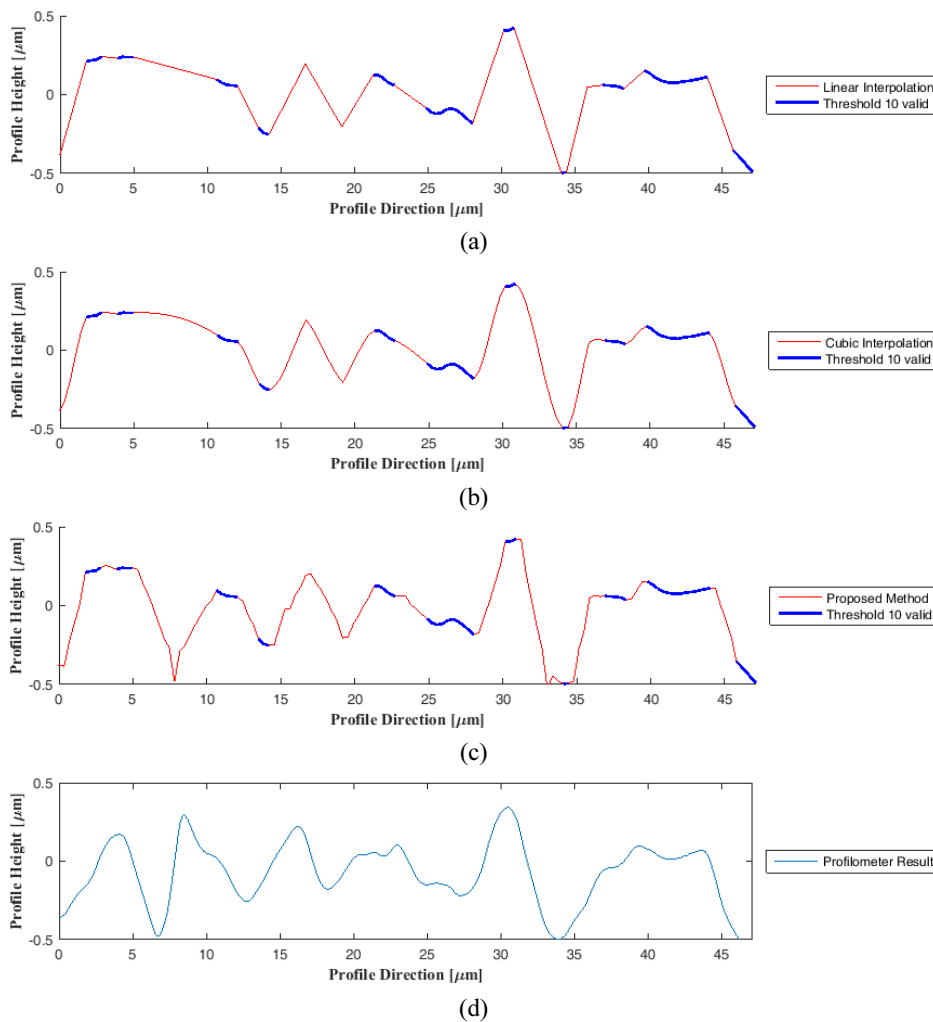 0.5
0
-0.5
Profile Height [μm]
0 5 10 15 20 25 30 35 40 45
Profile Direction [μm]
Linear Interpolation
Threshold 10 valid
(a)
0.5
0
-0.5
Profile Height [μm]
0 5 10 15 20 25 30 35 40 45
Profile Direction [μm]
Cubic Interpolation
Threshold 10 valid
(b)
0.5
0
-0.5
Profile Height [μm]
0 5 10 15 20 25 30 35 40 45
Profile Direction [μm]
Proposed Method
Threshold 10 valid
(c)
0.5
0
-0.5
Profile Height [μm]
0 5 10 15 20 25 30 35 40 45
Profile Direction [μm]
Profilometer Result
(d)